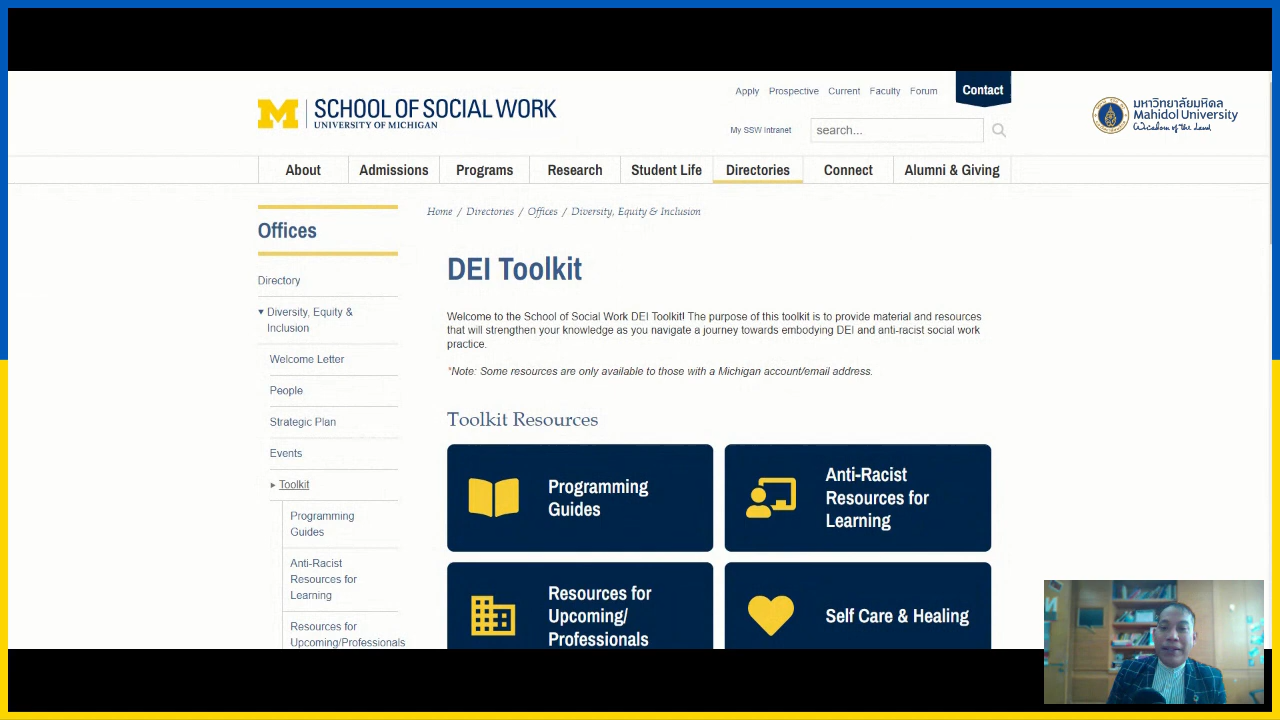 Apply Prospective Current Faculty Forum Contact
M SCHOOL OF SOCIAL WORK
UNIVERSITY OF MICHIGAN
My SSW Intranet search...
มหาวิทยาลัยมหิดล
Mahidol University
Wisdom of the Land
About Admissions Programs Research Student Life Directories Connect Alumni & Giving
Offices
Directory
Diversity, Equity &
Inclusion
Welcome Letter
People
Strategic Plan
Events
Toolkit
Programming
Guides
Anti-Racist
Resources for
Learning
Resources for
Upcoming/Professionals
Home / Directories / Offices / Diversity, Equity & Inclusion
DEI Toolkit
Welcome to the School of Social Work DEI Toolkit! The purpose of this toolkit is to provide material and resources
that will strengthen your knowledge as you navigate a journey towards embodying DEI and anti-racist social work
practice.
*Note: Some resources are only available to those with a Michigan account/email address.
Toolkit Resources
Programming
Guides
Anti-Racist
Resources for
Learning
Resources for
Upcoming/
Professionals
Self Care & Healing